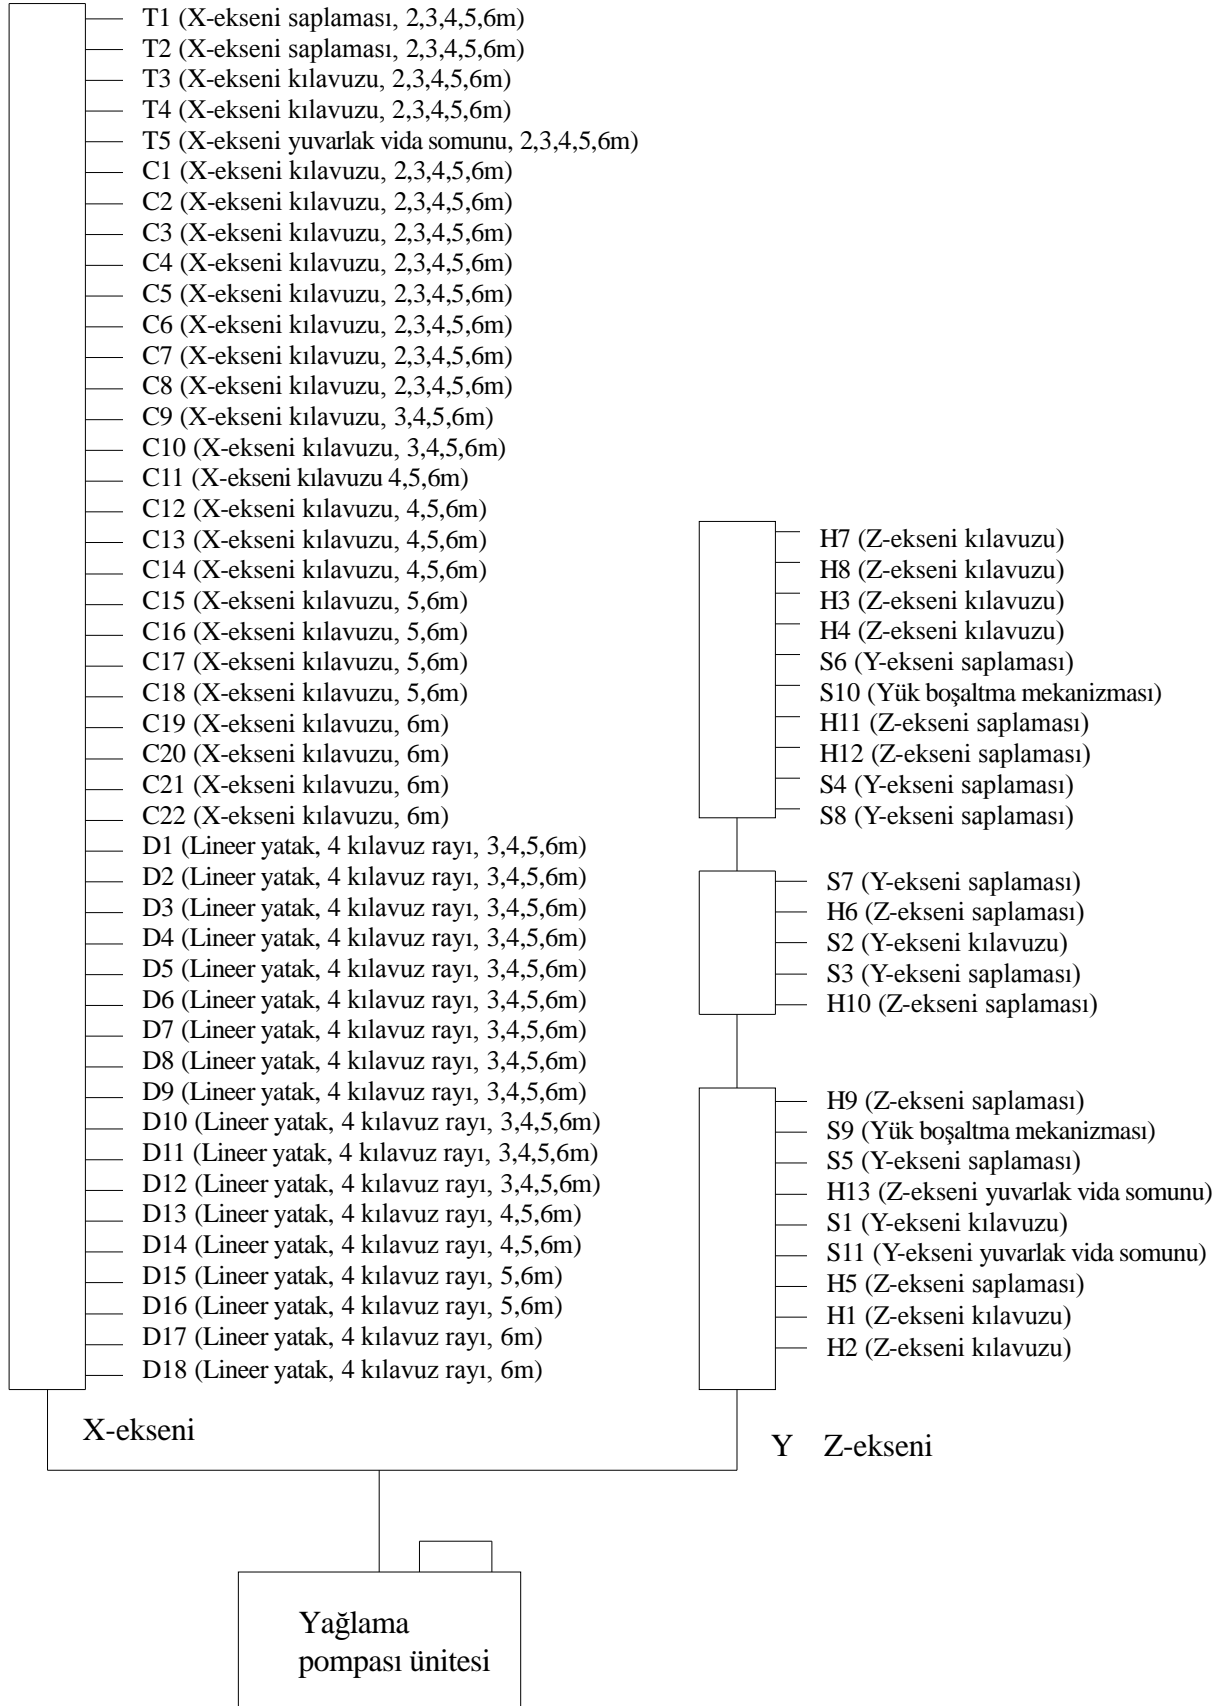 T1 (X-ekseni saplaması, 2,3,4,5,6m)
T2 (X-ekseni saplaması, 2,3,4,5,6m)
T3 (X-ekseni kılavuzu, 2,3,4,5,6m)
T4 (X-ekseni kılavuzu, 2,3,4,5,6m)
T5 (X-ekseni yuvarlak vida somunu, 2,3,4,5,6m)
C1 (X-ekseni kılavuzu, 2,3,4,5,6m)
C2 (X-ekseni kılavuzu, 2,3,4,5,6m)
C3 (X-ekseni kılavuzu, 2,3,4,5,6m)
C4 (X-ekseni kılavuzu, 2,3,4,5,6m)
C5 (X-ekseni kılavuzu, 2,3,4,5,6m)
C6 (X-ekseni kılavuzu, 2,3,4,5,6m)
C7 (X-ekseni kılavuzu, 2,3,4,5,6m)
C8 (X-ekseni kılavuzu, 2,3,4,5,6m)
C9 (X-ekseni kılavuzu, 3,4,5,6m)
C10 (X-ekseni kılavuzu, 3,4,5,6m)
C11 (X-ekseni kılavuzu 4,5,6m)
C12 (X-ekseni kılavuzu, 4,5,6m)
C13 (X-ekseni kılavuzu, 4,5,6m)
C14 (X-ekseni kılavuzu, 4,5,6m)
C15 (X-ekseni kılavuzu, 5,6m)
C16 (X-ekseni kılavuzu, 5,6m)
C17 (X-ekseni kılavuzu, 5,6m)
C18 (X-ekseni kılavuzu, 5,6m)
C19 (X-ekseni kılavuzu, 6m)
C20 (X-ekseni kılavuzu, 6m)
C21 (X-ekseni kılavuzu, 6m)
C22 (X-ekseni kılavuzu, 6m)
D1 (Lineer yatak, 4 kılavuz rayı, 3,4,5,6m)
D2 (Lineer yatak, 4 kılavuz rayı, 3,4,5,6m)
D3 (Lineer yatak, 4 kılavuz rayı, 3,4,5,6m)
D4 (Lineer yatak, 4 kılavuz rayı, 3,4,5,6m)
D5 (Lineer yatak, 4 kılavuz rayı, 3,4,5,6m)
D6 (Lineer yatak, 4 kılavuz rayı, 3,4,5,6m)
D7 (Lineer yatak, 4 kılavuz rayı, 3,4,5,6m)
D8 (Lineer yatak, 4 kılavuz rayı, 3,4,5,6m)
D9 (Lineer yatak, 4 kılavuz rayı, 3,4,5,6m)
D10 (Lineer yatak, 4 kılavuz rayı, 3,4,5,6m)
D11 (Lineer yatak, 4 kılavuz rayı, 3,4,5,6m)
D12 (Lineer yatak, 4 kılavuz rayı, 3,4,5,6m)
D13 (Lineer yatak, 4 kılavuz rayı, 4,5,6m)
D14 (Lineer yatak, 4 kılavuz rayı, 4,5,6m)
D15 (Lineer yatak, 4 kılavuz rayı, 5,6m)
D16 (Lineer yatak, 4 kılavuz rayı, 5,6m)
D17 (Lineer yatak, 4 kılavuz rayı, 6m)
D18 (Lineer yatak, 4 kılavuz rayı, 6m)
X-ekseni
H7 (Z-ekseni kılavuzu)
H8 (Z-ekseni kılavuzu)
H3 (Z-ekseni kılavuzu)
H4 (Z-ekseni kılavuzu)
S6 (Y-ekseni saplaması)
S10 (Yük boşaltma mekanizması)
H11 (Z-ekseni saplaması)
H12 (Z-ekseni saplaması)
S4 (Y-ekseni saplaması)
S8 (Y-ekseni saplaması)
S7 (Y-ekseni saplaması)
H6 (Z-ekseni saplaması)
S2 (Y-ekseni kılavuzu)
S3 (Y-ekseni saplaması)
H10 (Z-ekseni saplaması)
H9 (Z-ekseni saplaması)
S9 (Yük boşaltma mekanizması)
S5 (Y-ekseni saplaması)
H13 (Z-ekseni yuvarlak vida somunu)
S1 (Y-ekseni kılavuzu)
S11 (Y-ekseni yuvarlak vida somunu)
H5 (Z-ekseni saplaması)
H1 (Z-ekseni kılavuzu)
H2 (Z-ekseni kılavuzu)
Y Z-ekseni
Yağlama
pompası ünitesi